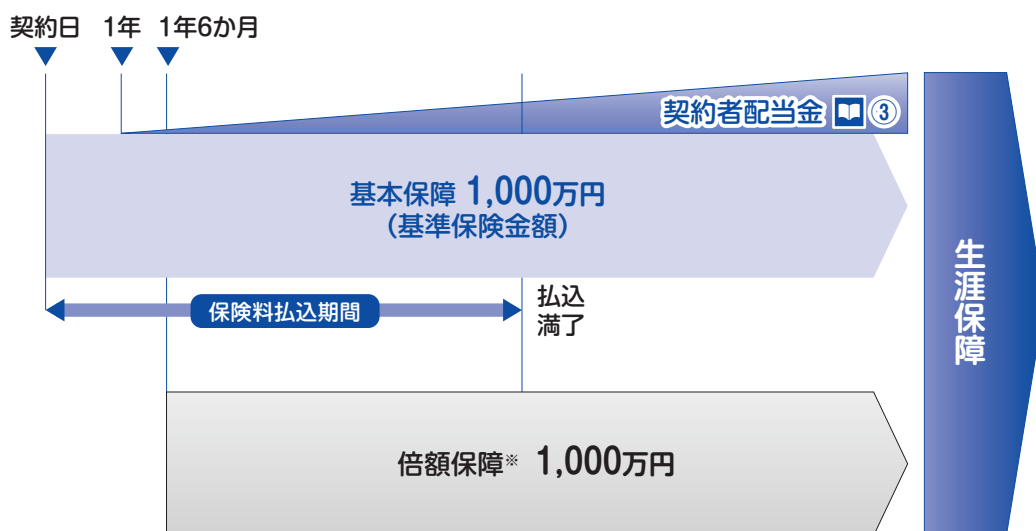 契約日 1年 1年6か月
契約者配当金 ③
基本保障 1,000万円
(基準保険金額)
保険料払込期間
払込
満了
生涯保障
倍額保障※ 1,000万円